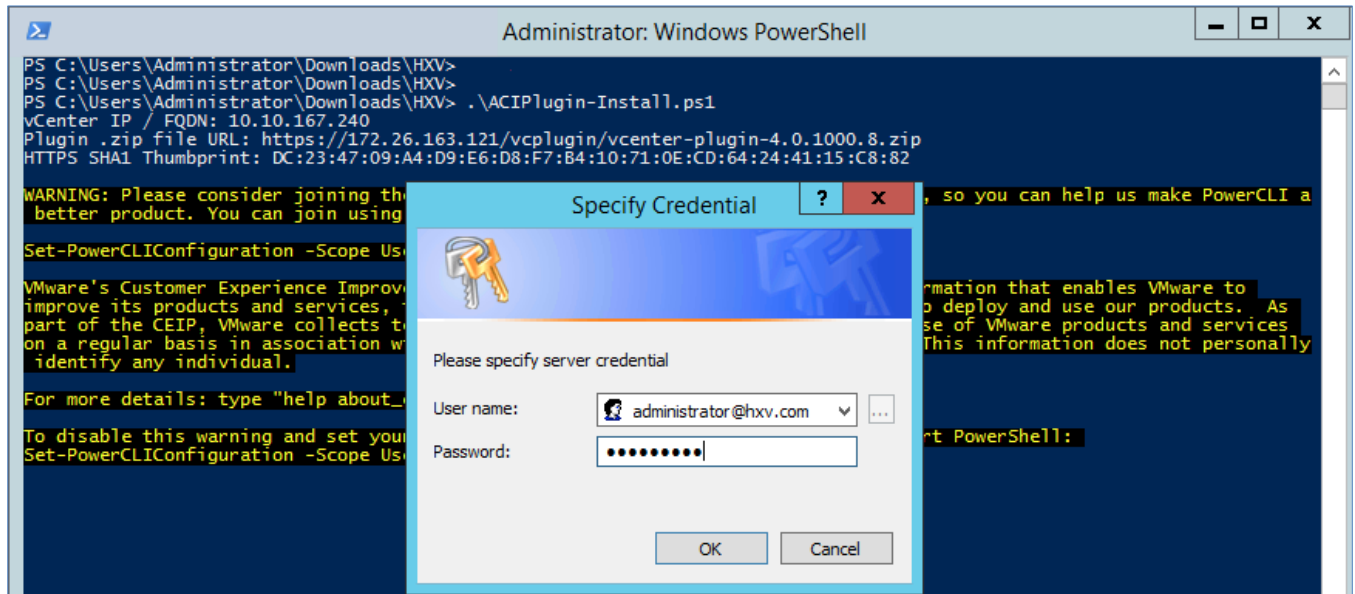 Administrator: Windows PowerShell
PS C:\Users\Administrator\Downloads\HXV>
PS C:\Users\Administrator\Downloads\HXV>
PS C:\Users\Administrator\Downloads\HXV> .\ACIPlugin-Install.ps1
vCenter IP / FQDN: 10.10.167.240
Plugin .zip file URL: https://172.26.163.121/vcplugin/vcenter-plugin-4.0.1000.8.zip
HTTPS SHA1 Thumbprint: DC:23:47:09:A4:D9:E6:D8:F7:B4:10:71:0E:CD:64:24:41:15:C8:82
WARNING: Please consider joining the , so you can help us make PowerCLI a
better product. You can join using
Set-PowerCLIConfiguration -Scope Use
VMware's Customer Experience Improve rmation that enables VMware to
improve its products and services, o deploy and use our products. As
part of the CEIP, VMware collects te se of VMware products and services
on a regular basis in association wi This information does not personally
identify any individual.
For more details: type "help about_
To disable this warning and set your rt PowerShell:
Set-PowerCLIConfiguration -Scope Use
Specify Credential
?
x
Please specify server credential
User name:
administrator@hxv.com
...
Password:
OK
Cancel